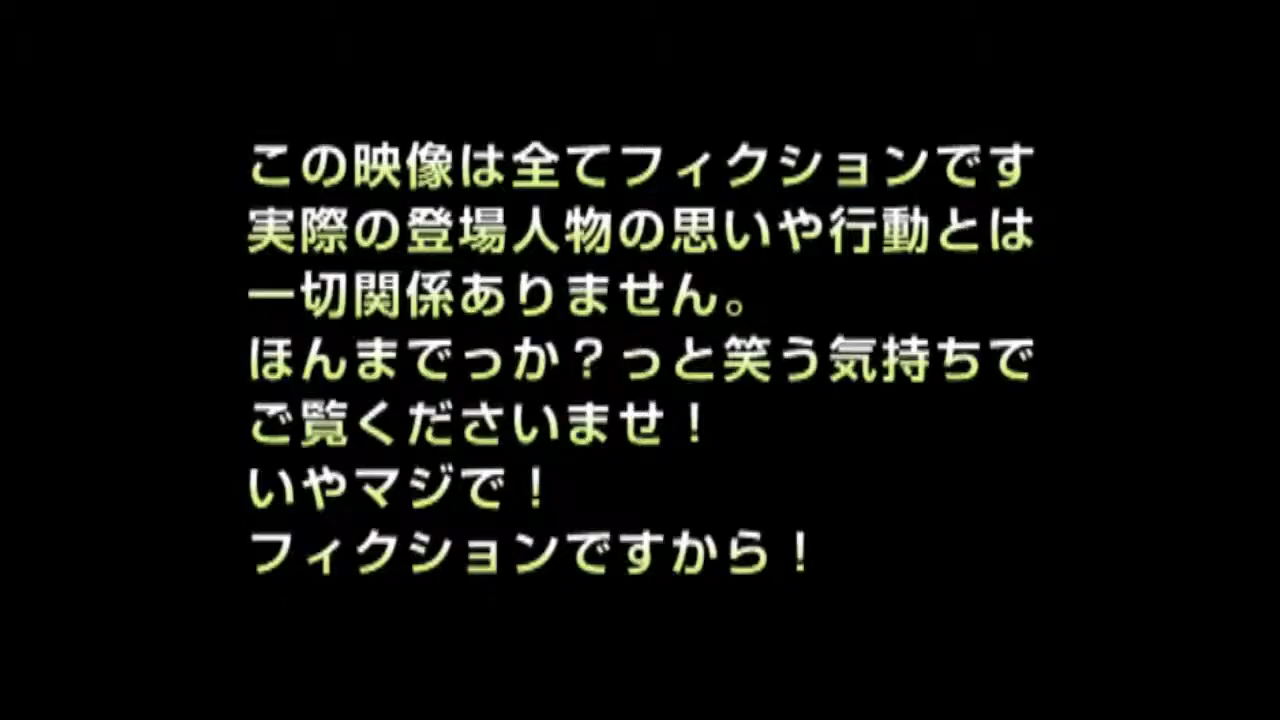 この映像は全てフィクションです
実際の登場人物の思いや行動とは
一切関係ありません。
ほんまでっか？っと笑う気持ちで
ご覧くださいませ！
いやマジで！
フィクションですから！